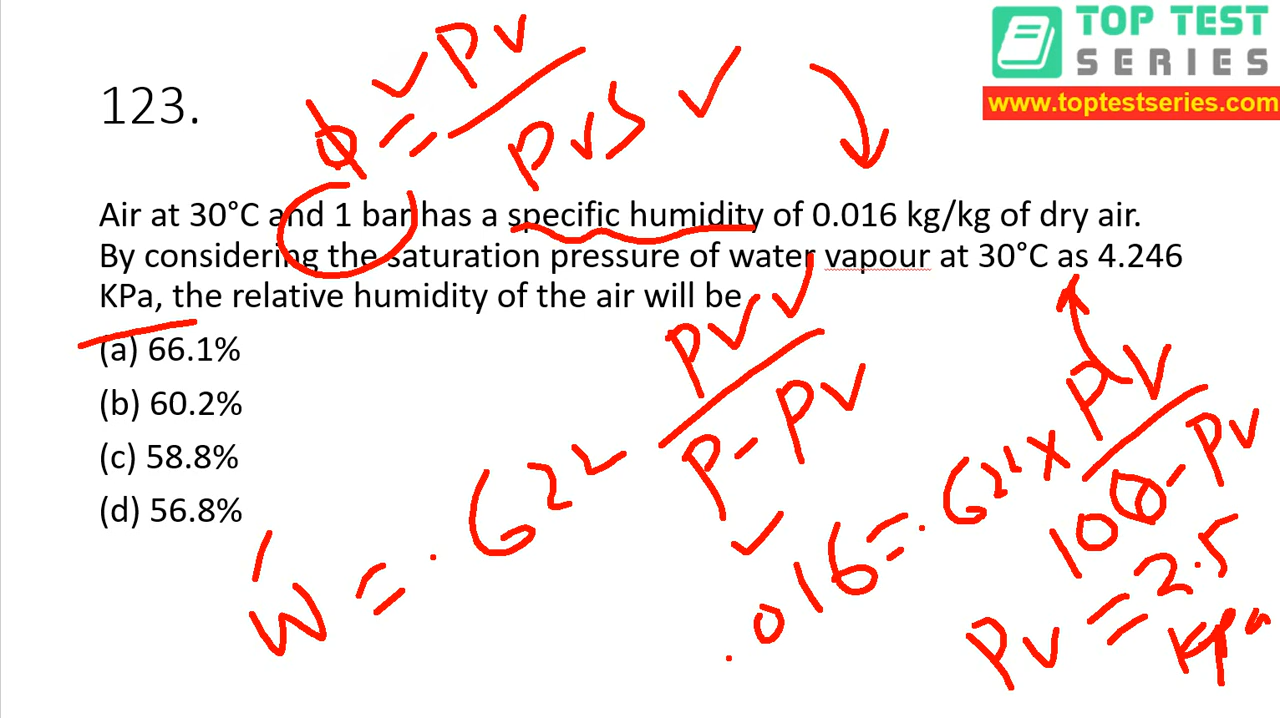 TOP TEST
SERIES
www.toptestseries.com
123.
ϕ = Pv / Pvs
Air at 30°C and 1 bar has a specific humidity of 0.016 kg/kg of dry air.
By considering the saturation pressure of water vapour at 30°C as 4.246
KPa, the relative humidity of the air will be
(a) 66.1%
(b) 60.2%
(c) 58.8%
(d) 56.8%
W = .622 Pv / P - Pv
.016 = .622 x Pv / 100 - Pv
Pv = 2.5
kpa